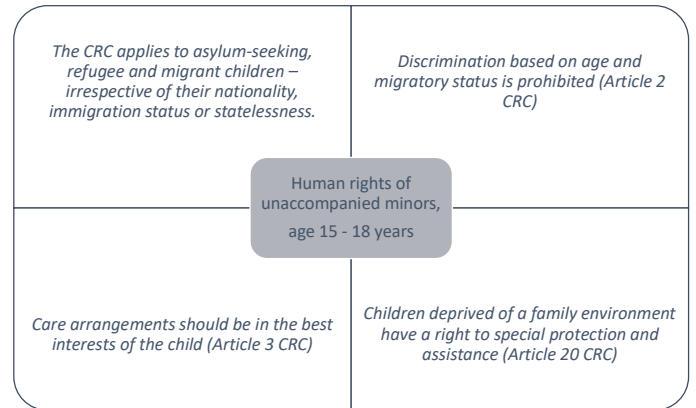 The CRC applies to asylum-seeking,
refugee and migrant children –
irrespective of their nationality,
immigration status or statelessness.
Discrimination based on age and
migratory status is prohibited (Article 2
CRC)
Human rights of
unaccompanied minors,
age 15 - 18 years
Care arrangements should be in the best
interests of the child (Article 3 CRC)
Children deprived of a family environment
have a right to special protection and
assistance (Article 20 CRC)